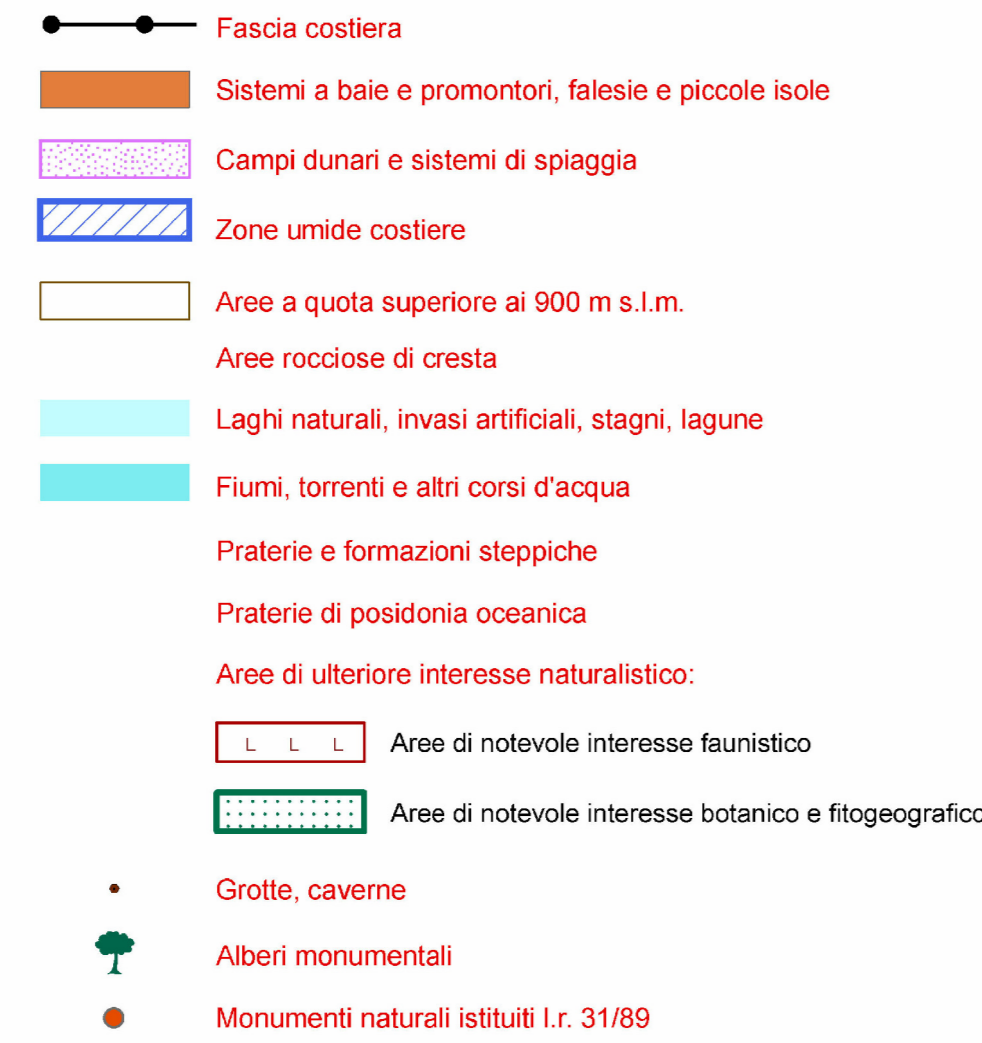 Fascia costiera
Sistemi a baie e promontori, falesie e piccole isole
Campi dunari e sistemi di spiaggia
Zone umide costiere
Aree a quota superiore ai 900 m s.l.m.
Aree rocciose di cresta
Laghi naturali, invasi artificiali, stagni, lagune
Fiumi, torrenti e altri corsi d'acqua
Praterie e formazioni steppiche
Praterie di posidonia oceanica
Aree di ulteriore interesse naturalistico:
L L L Aree di notevole interesse faunistico
Aree di notevole interesse botanico e fitogeografico
Grotte, caverne
Alberi monumentali
Monumenti naturali istituiti l.r. 31/89